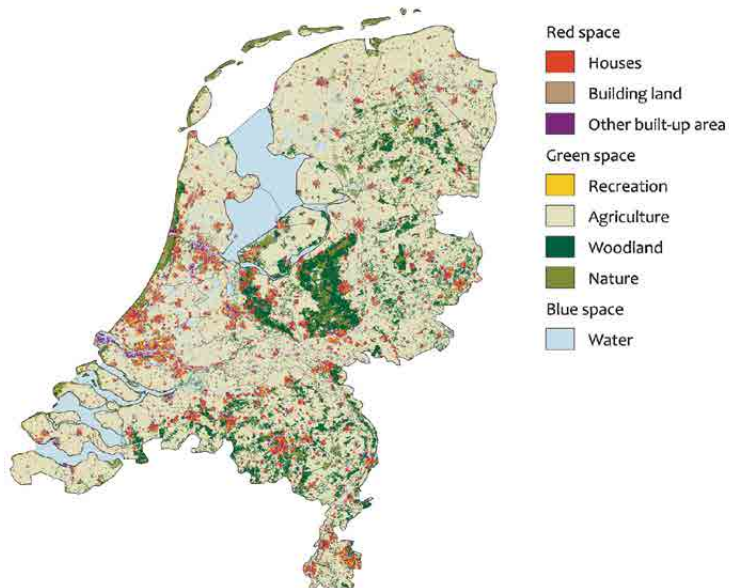 Red space
Houses
Building land
Other built-up area
Green space
Recreation
Agriculture
Woodland
Nature
Blue space
Water